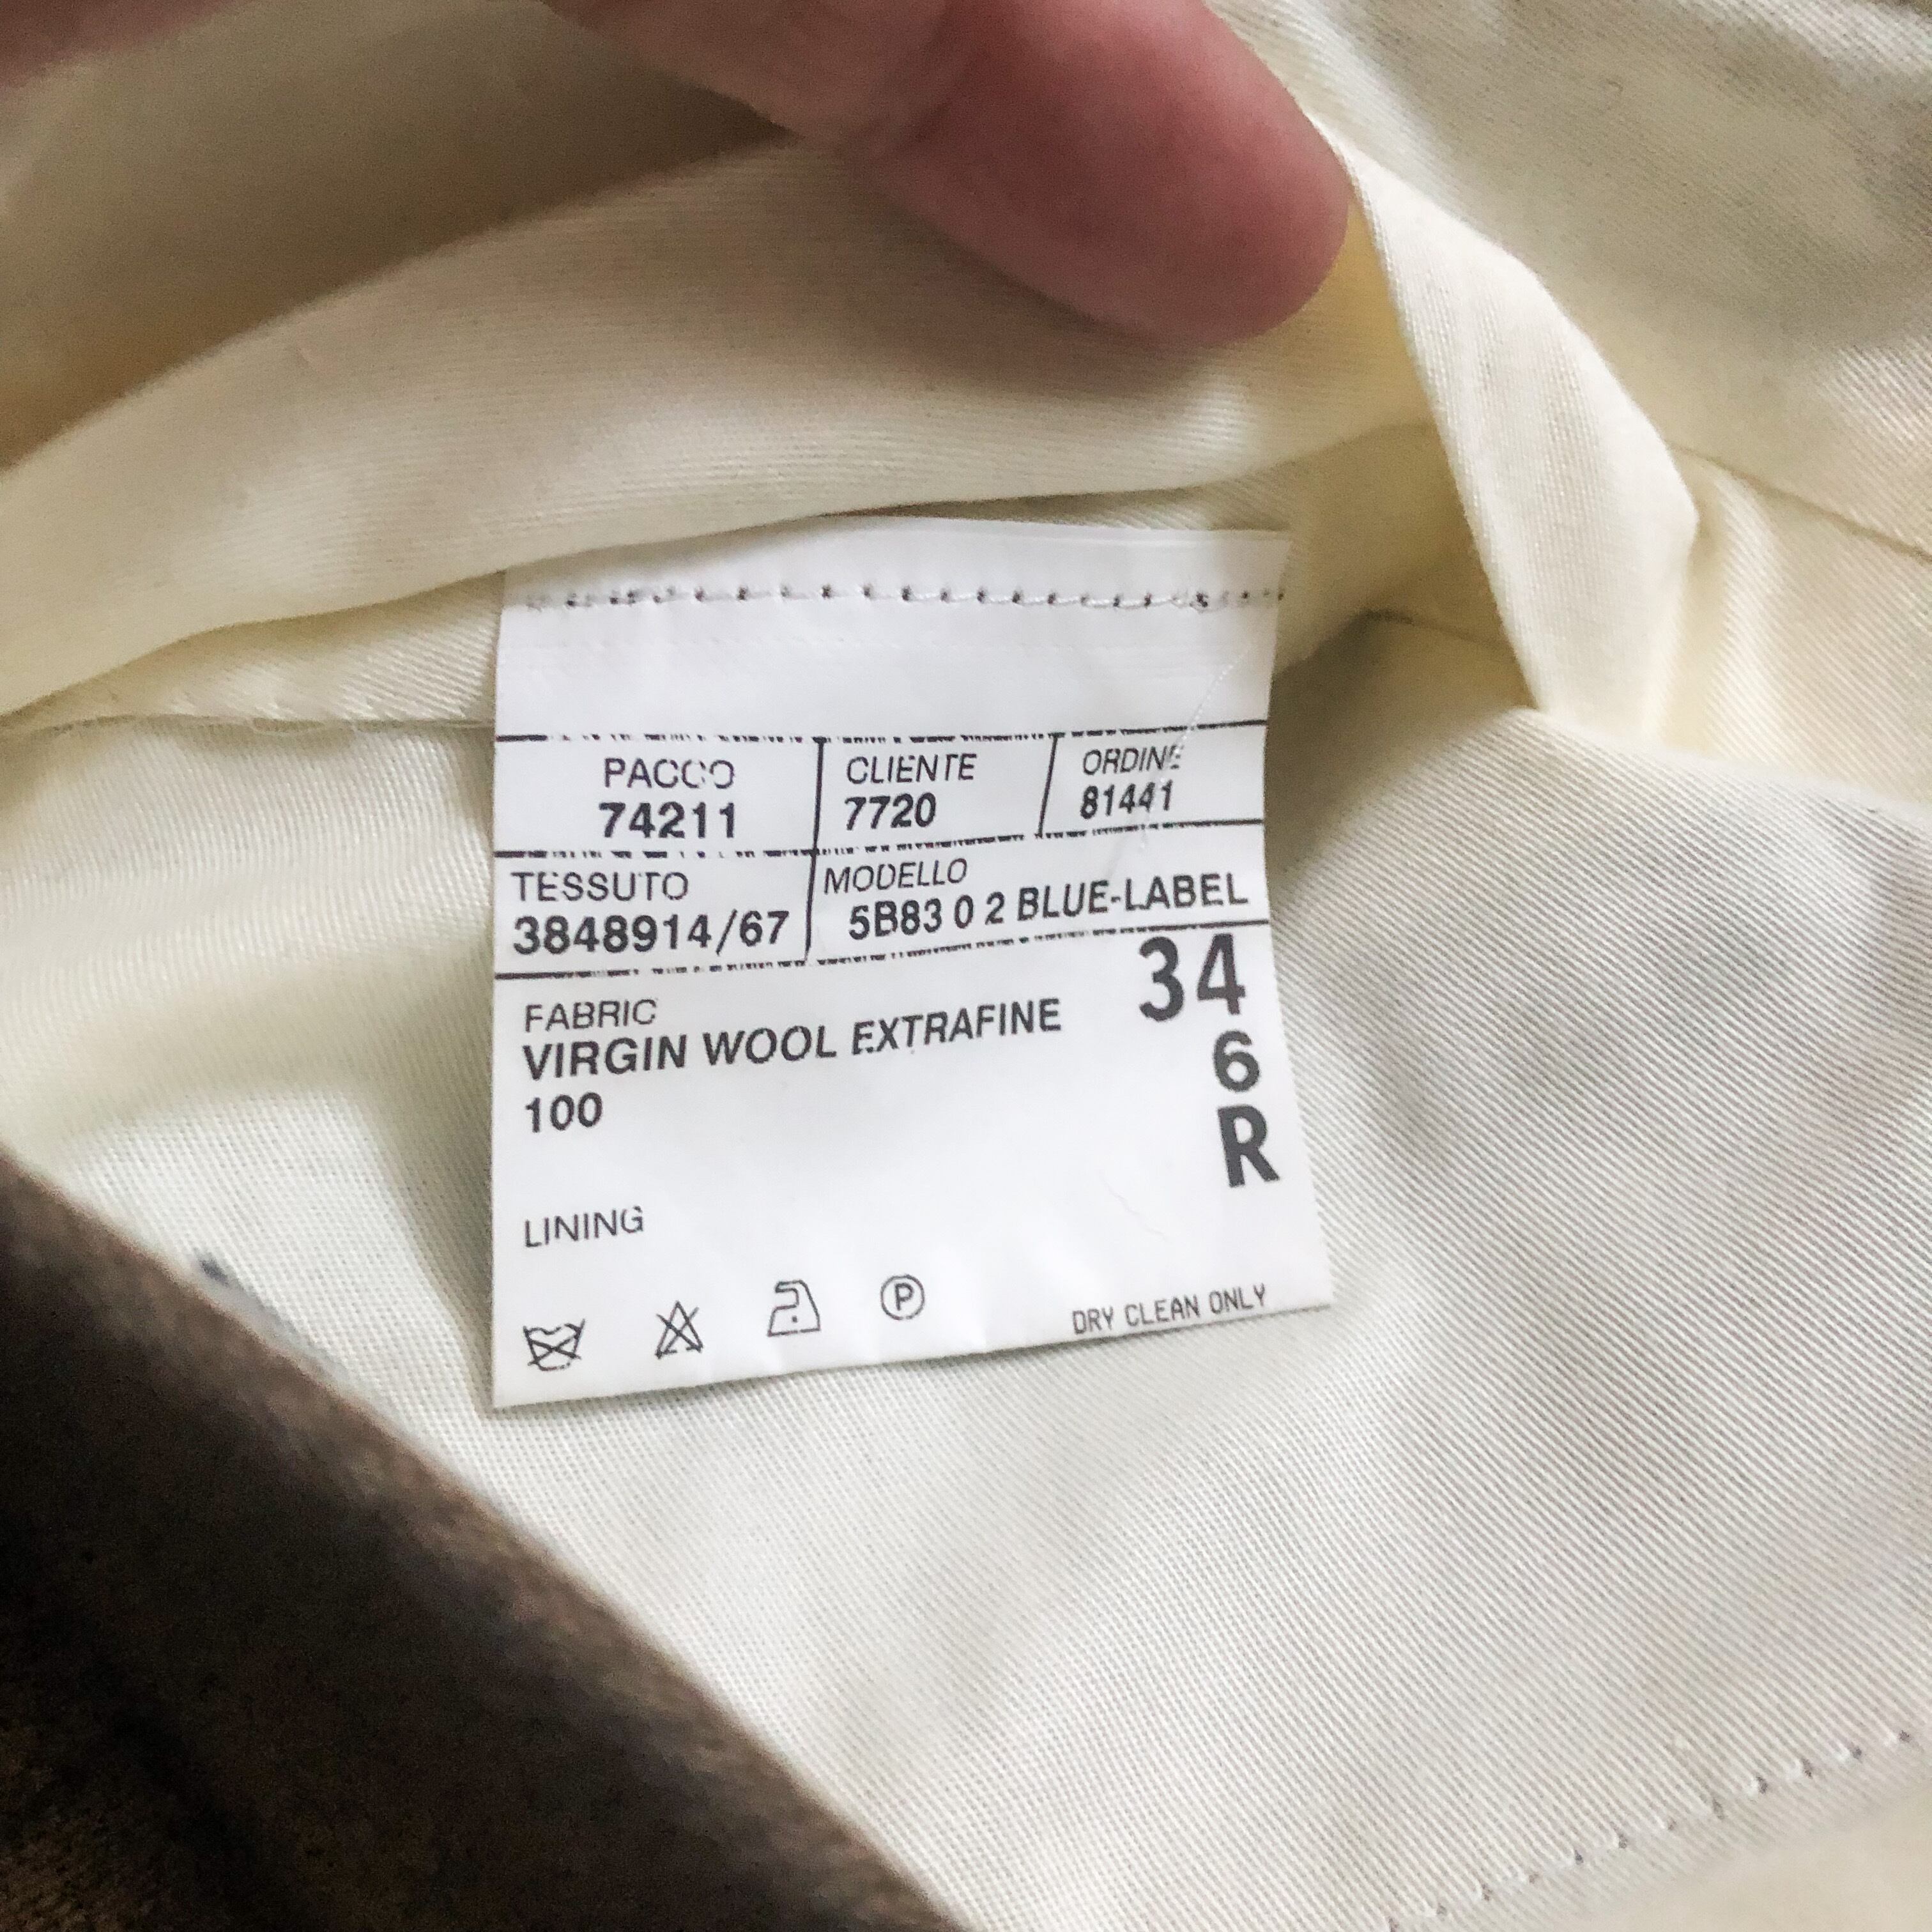 PACCO CLIENTE ORDINE
74211 7720 81441
TESSUTO MODELLO
3848914/67 5B83 0 2 BLUE-LABEL
34
FABRIC
VIRGIN WOOL EXTRAFINE
6
100
R
LINING
P
DRY CLEAN ONLY